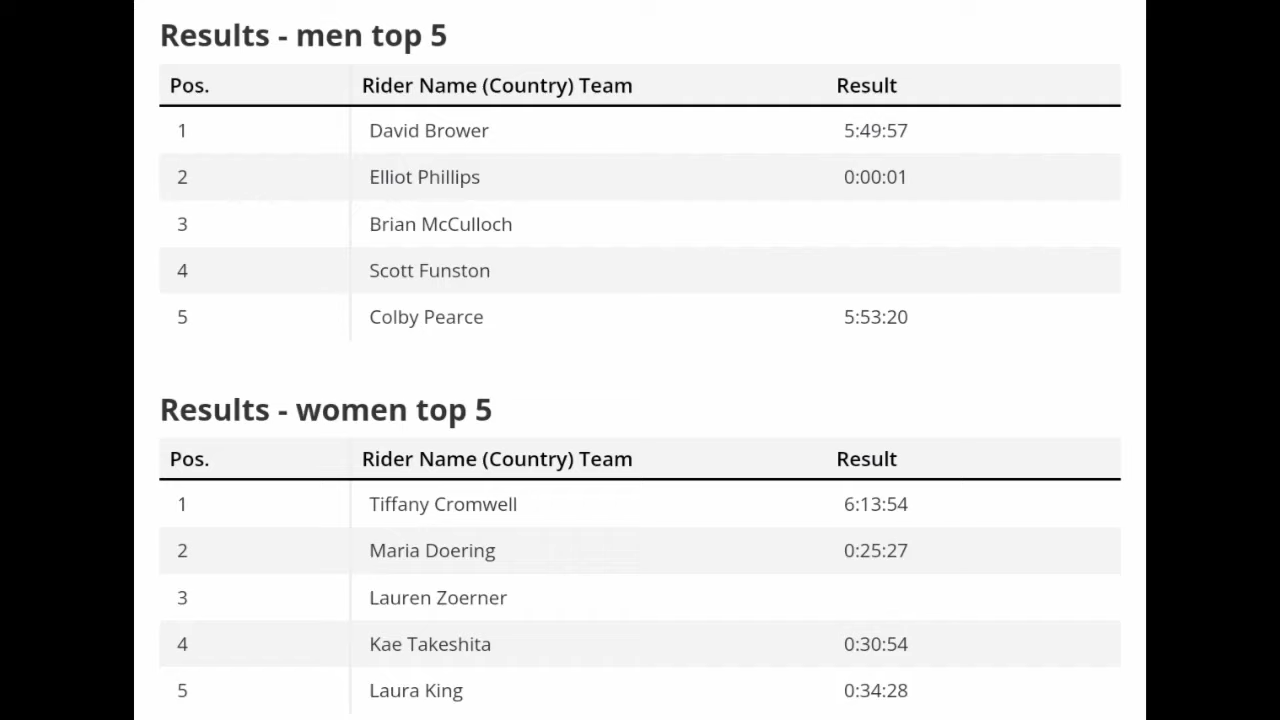 Results - men top 5
Pos. Rider Name (Country) Team Result
1 David Brower 5:49:57
2 Elliot Phillips 0:00:01
3 Brian McCulloch
4 Scott Funston
5 Colby Pearce 5:53:20
Results - women top 5
Pos. Rider Name (Country) Team Result
1 Tiffany Cromwell 6:13:54
2 Maria Doering 0:25:27
3 Lauren Zoerner
4 Kae Takeshita 0:30:54
5 Laura King 0:34:28